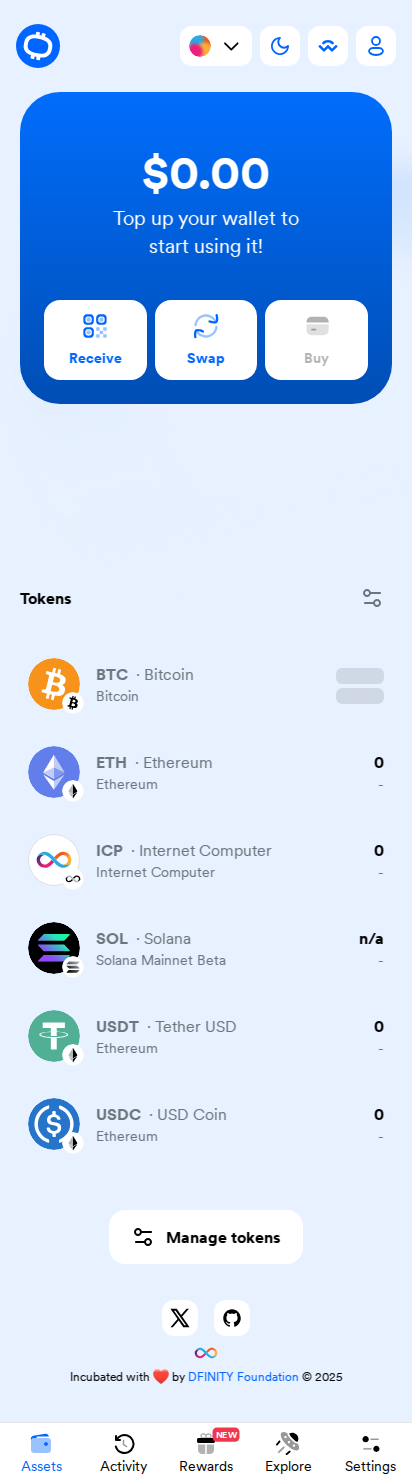 $0.00
Top up your wallet to
start using it!
Receive
Swap
Buy
Tokens
BTC · Bitcoin
Bitcoin
ETH · Ethereum
0
Ethereum
-
ICP · Internet Computer
0
Internet Computer
-
SOL · Solana
n/a
Solana Mainnet Beta
-
USDT · Tether USD
0
Ethereum
-
USDC · USD Coin
0
Ethereum
-
Manage tokens
Incubated with ❤️ by DFINITY Foundation © 2025
NEW
Assets
Activity
Rewards
Explore
Settings